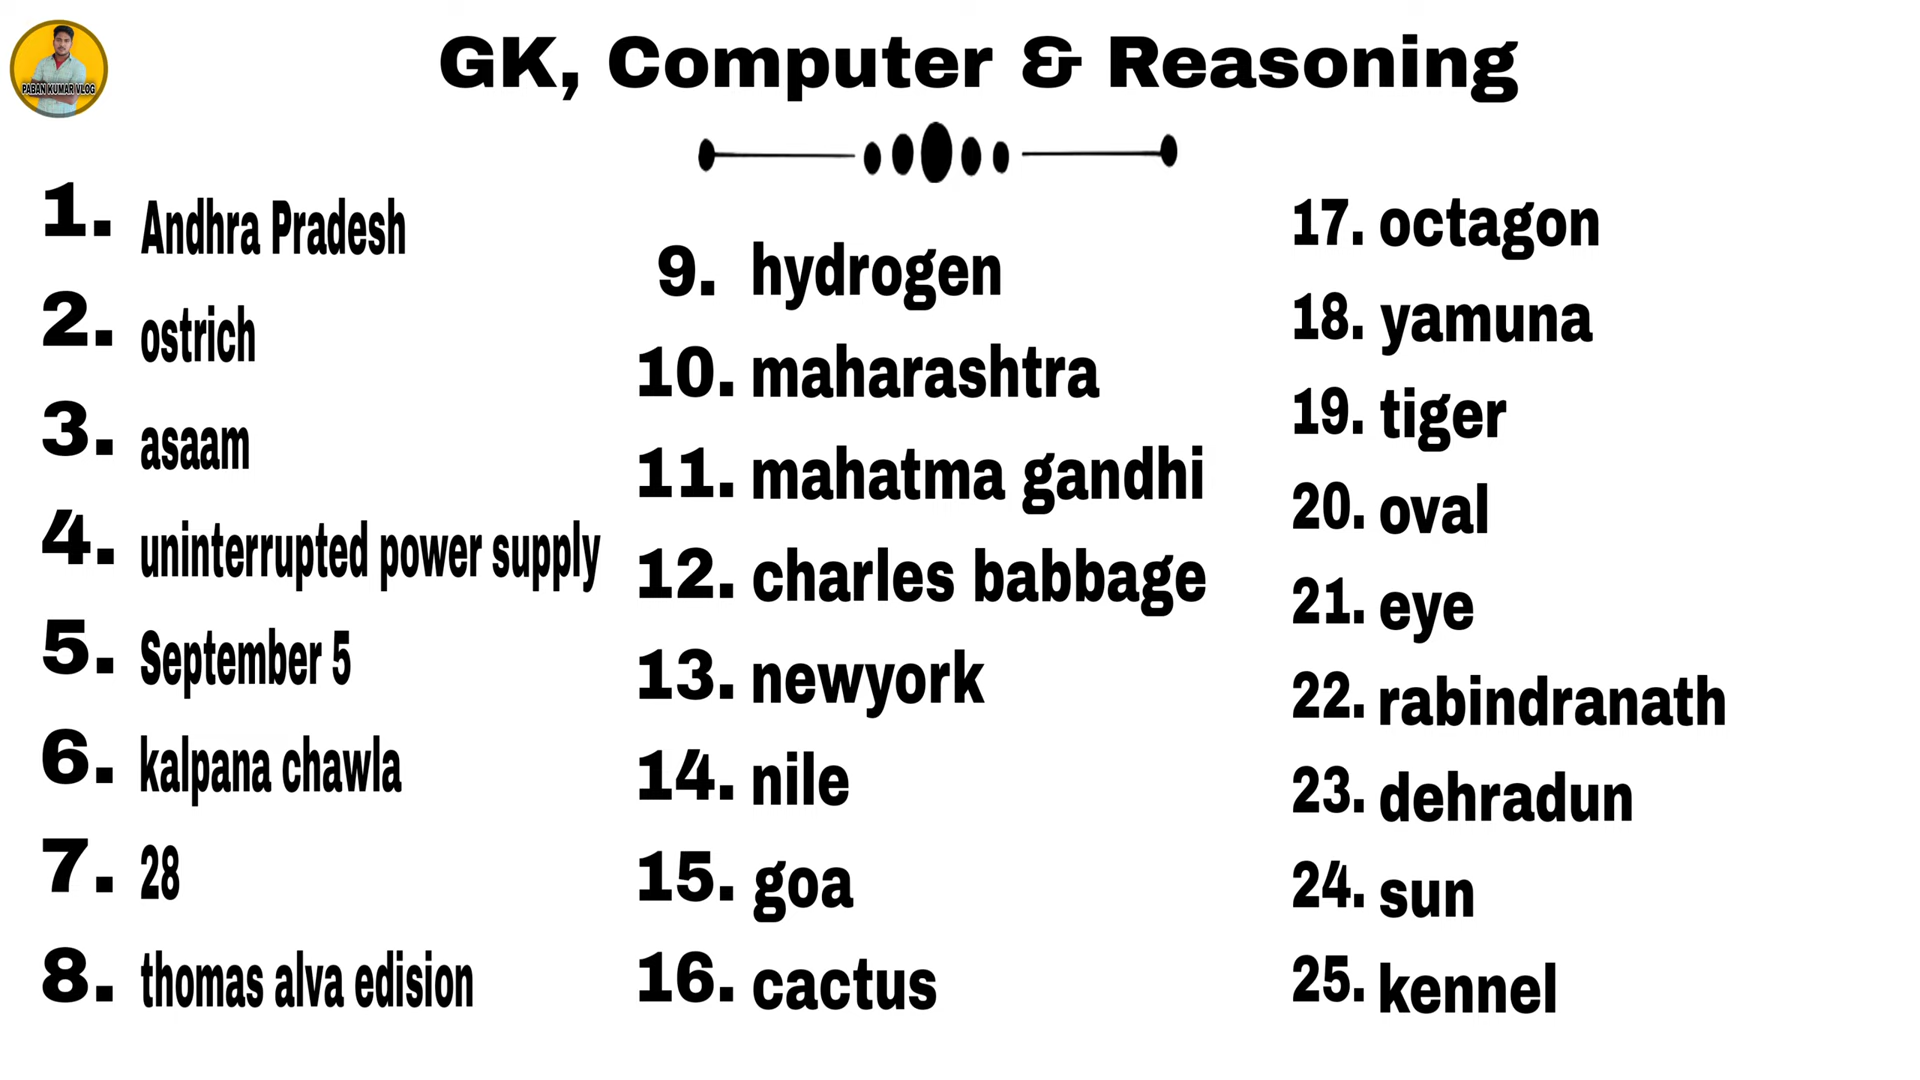 PABAN KUMAR VLOG
GK, Computer & Reasoning
1. Andhra Pradesh
2. ostrich
3. asaam
4. uninterrupted power supply
5. September 5
6. kalpana chawla
7. 28
8. thomas alva edision
9. hydrogen
10. maharashtra
11. mahatma gandhi
12. charles babbage
13. newyork
14. nile
15. goa
16. cactus
17. octagon
18. yamuna
19. tiger
20. oval
21. eye
22. rabindranath
23. dehradun
24. sun
25. kennel